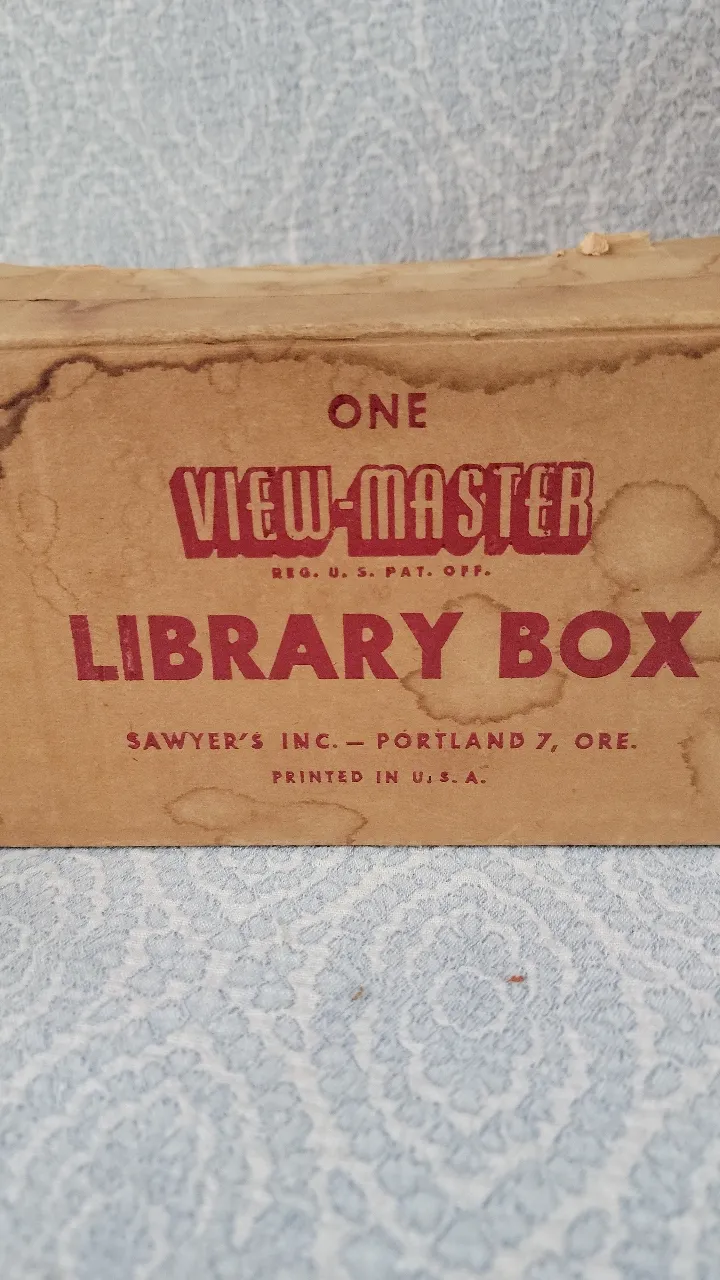 ONE
VIEW-MASTER
REG. U. S. PAT. OFF.
LIBRARY BOX
SAWYER'S INC. — PORTLAND 7, ORE.
PRINTED IN U. S. A.